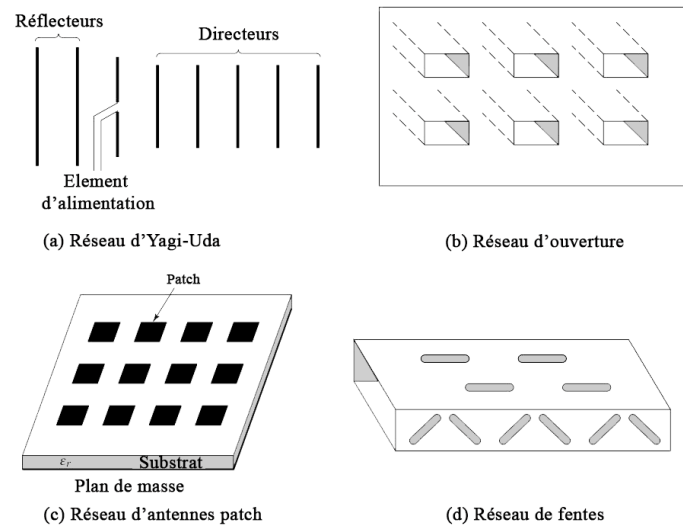 Réflecteurs
Directeurs
Element
d'alimentation
(a) Réseau d'Yagi-Uda
(b) Réseau d'ouverture
Patch
εr
Substrat
Plan de masse
(c) Réseau d'antennes patch
(d) Réseau de fentes